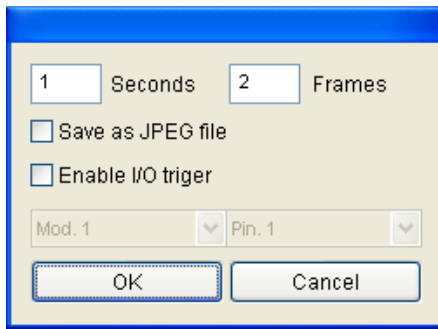 1 Seconds 2 Frames
Save as JPEG file
Enable I/O triger
Mod. 1 Pin. 1
OK Cancel